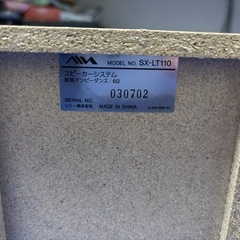 AIWA MODEL NO. SX-LT110
スピーカーシステム
定格インピーダンス:6Ω
SERIAL NO. 030702
MADE IN CHINA